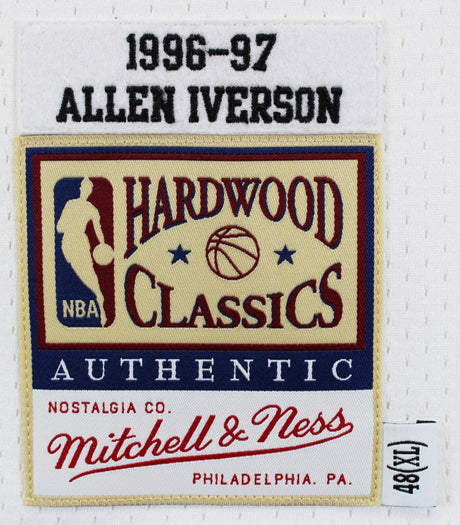 1996-97
ALLEN IVERSON
HARDWOOD
CLASSICS
NBA
AUTHENTIC
NOSTALGIA CO.
Mitchell & Ness
PHILADELPHIA. PA.
48(XL)